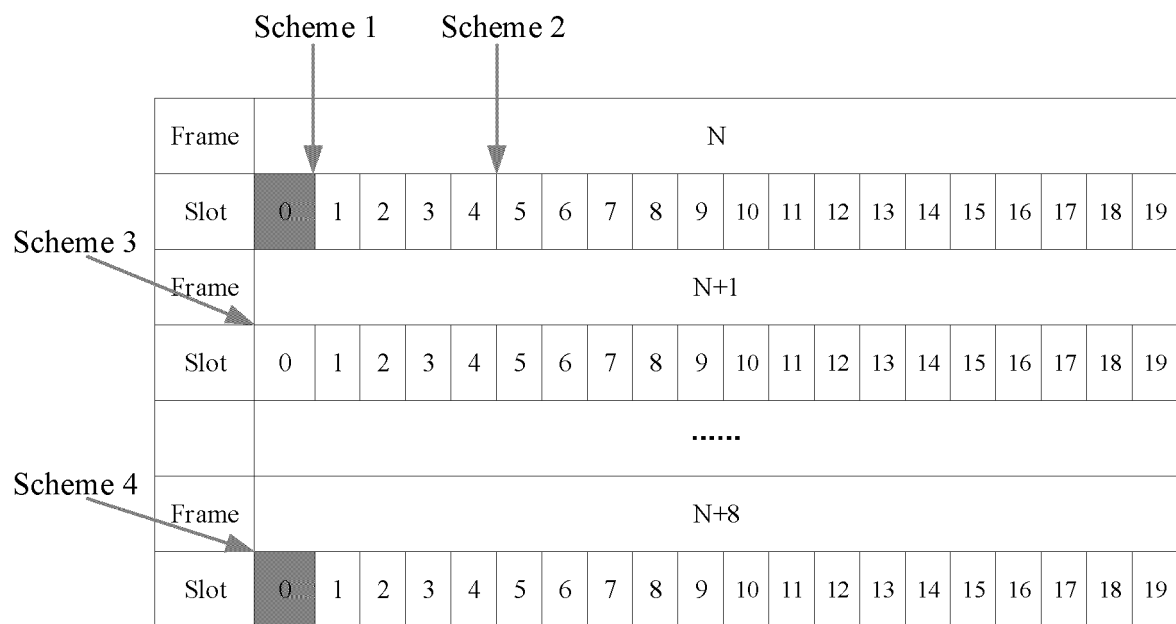 Scheme 1 Scheme 2
Frame N
Slot 0 1 2 3 4 5 6 7 8 9 10 11 12 13 14 15 16 17 18 19
Scheme 3
Frame N+1
Slot 0 1 2 3 4 5 6 7 8 9 10 11 12 13 14 15 16 17 18 19
......
Scheme 4
Frame N+8
Slot 0 1 2 3 4 5 6 7 8 9 10 11 12 13 14 15 16 17 18 19